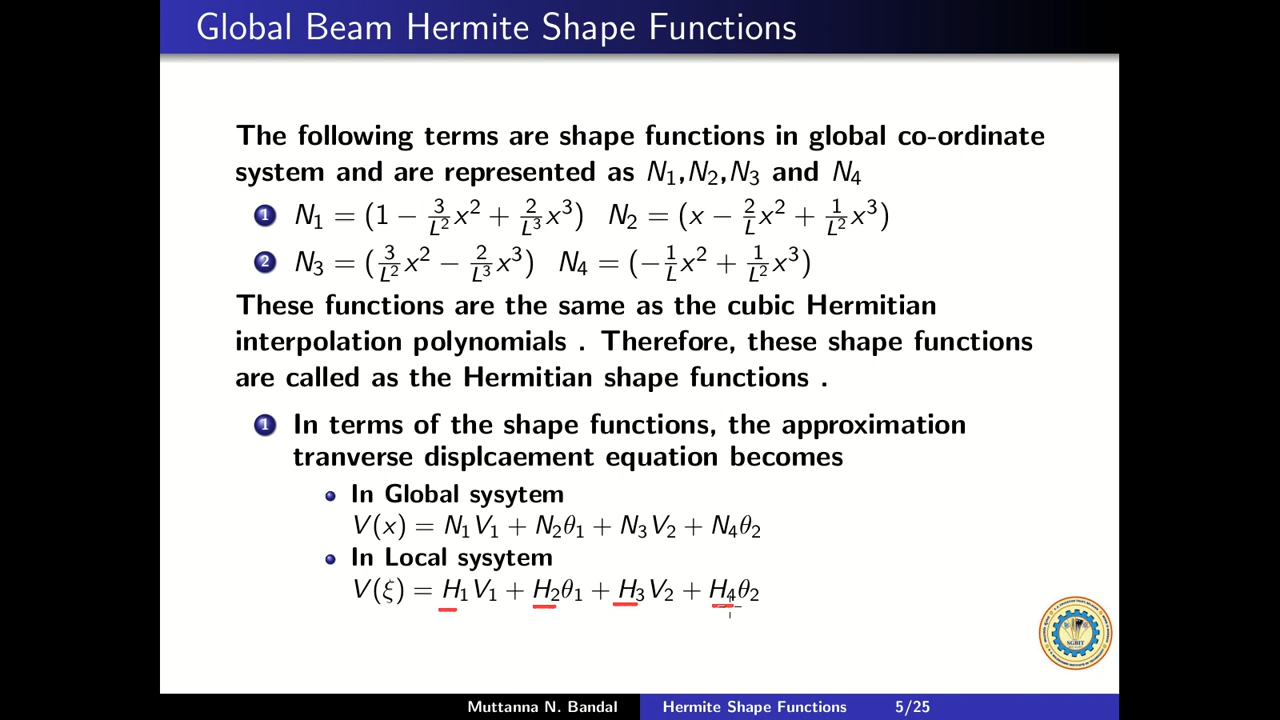 Global Beam Hermite Shape Functions
The following terms are shape functions in global co-ordinate
system and are represented as N₁,N₂,N₃ and N₄
1 N₁ = (1 − 3/L² x² + 2/L³ x³) N₂ = (x − 2/L x² + 1/L² x³)
2 N₃ = (3/L² x² − 2/L³ x³) N₄ = (−1/L x² + 1/L² x³)
These functions are the same as the cubic Hermitian
interpolation polynomials . Therefore, these shape functions
are called as the Hermitian shape functions .
1 In terms of the shape functions, the approximation
tranverse displcaement equation becomes
• In Global sysytem
V(x) = N₁V₁ + N₂θ₁ + N₃V₂ + N₄θ₂
• In Local sysytem
V(ξ) = H₁V₁ + H₂θ₁ + H₃V₂ + H₄θ₂
SGBIT
Muttanna N. Bandal Hermite Shape Functions 5/25